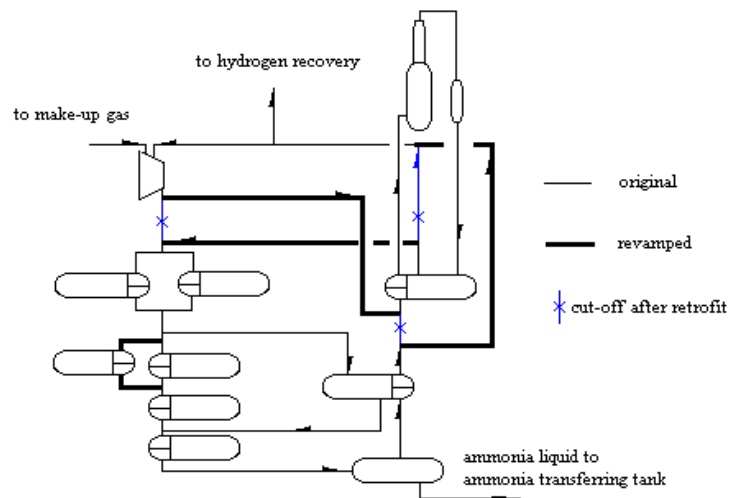 to hydrogen recovery
to make-up gas
original
revamped
cut-off after retrofit
ammonia liquid to
ammonia transferring tank